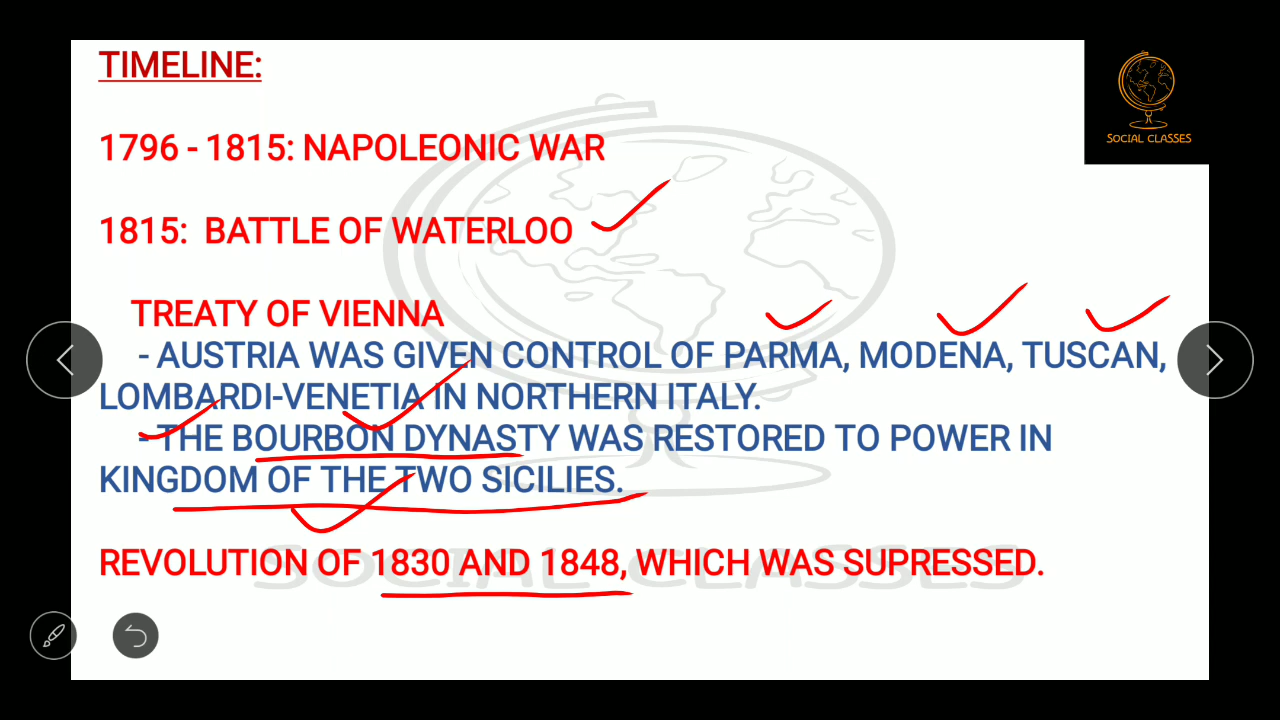 TIMELINE:
SOCIAL CLASSES
1796 - 1815: NAPOLEONIC WAR
1815: BATTLE OF WATERLOO
TREATY OF VIENNA
- AUSTRIA WAS GIVEN CONTROL OF PARMA, MODENA, TUSCAN,
LOMBARDI-VENETIA IN NORTHERN ITALY.
- THE BOURBON DYNASTY WAS RESTORED TO POWER IN
KINGDOM OF THE TWO SICILIES.
REVOLUTION OF 1830 AND 1848, WHICH WAS SUPRESSED.
SOCIAL CLASSES